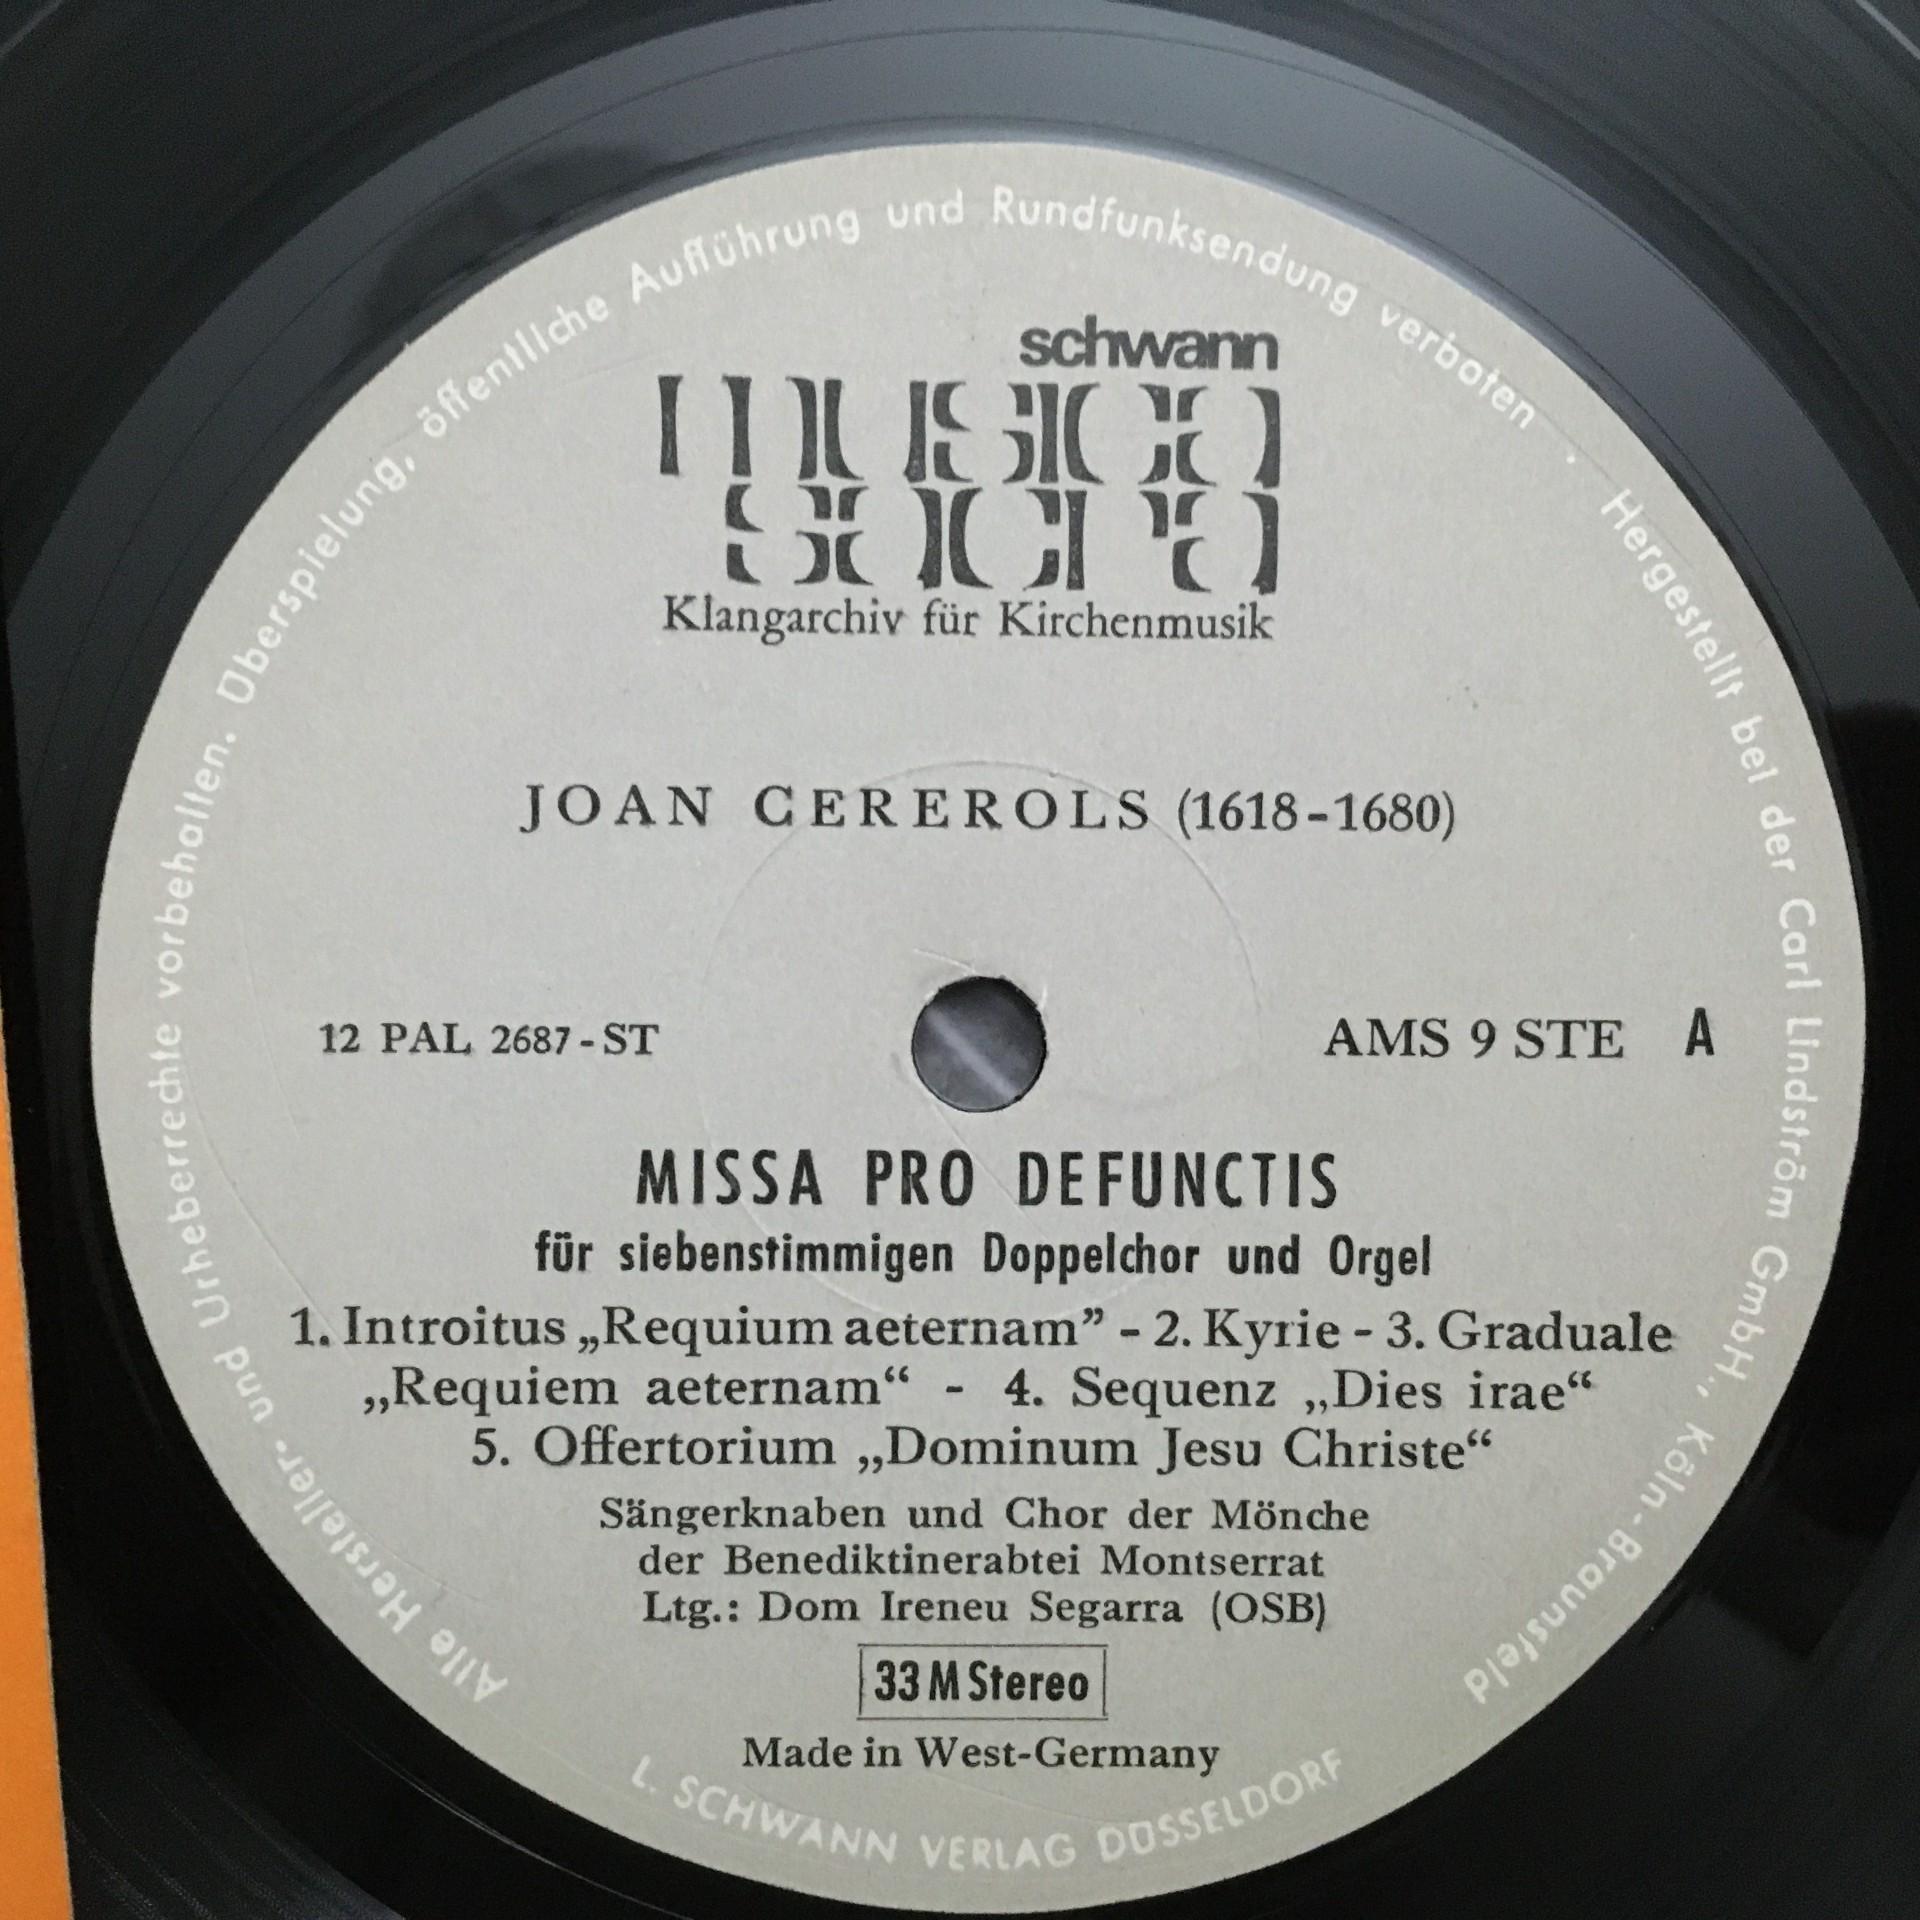 Alle Hersteller- und Urheberrechte vorbehalten. Überspielung, öffentliche Aufführung und Rundfunksendung verboten · Hergestellt bei der Carl Lindström GmbH., Köln-Braunsfeld
schwann
musica
sacra
Klangarchiv für Kirchenmusik
JOAN CEREROLS (1618-1680)
12 PAL 2687-ST
AMS 9 STE A
MISSA PRO DEFUNCTIS
für siebenstimmigen Doppelchor und Orgel
1. Introitus „Requium aeternam” - 2. Kyrie - 3. Graduale
„Requiem aeternam“ - 4. Sequenz „Dies irae“
5. Offertorium „Dominum Jesu Christe“
Sängerknaben und Chor der Mönche
der Benediktinerabtei Montserrat
Ltg.: Dom Ireneu Segarra (OSB)
33 M Stereo
Made in West-Germany
L. SCHWANN VERLAG DÜSSELDORF